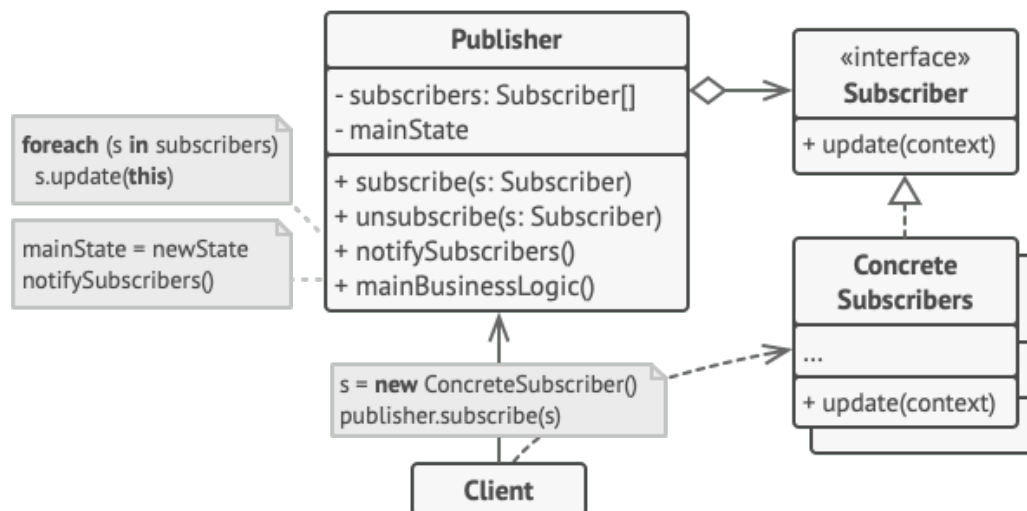 Publisher
- subscribers: Subscriber[]
- mainState
+ subscribe(s: Subscriber)
+ unsubscribe(s: Subscriber)
+ notifySubscribers()
+ mainBusinessLogic()
foreach (s in subscribers)
s.update(this)
mainState = newState
notifySubscribers()
«interface»
Subscriber
+ update(context)
Concrete
Subscribers
...
+ update(context)
s = new ConcreteSubscriber()
publisher.subscribe(s)
Client